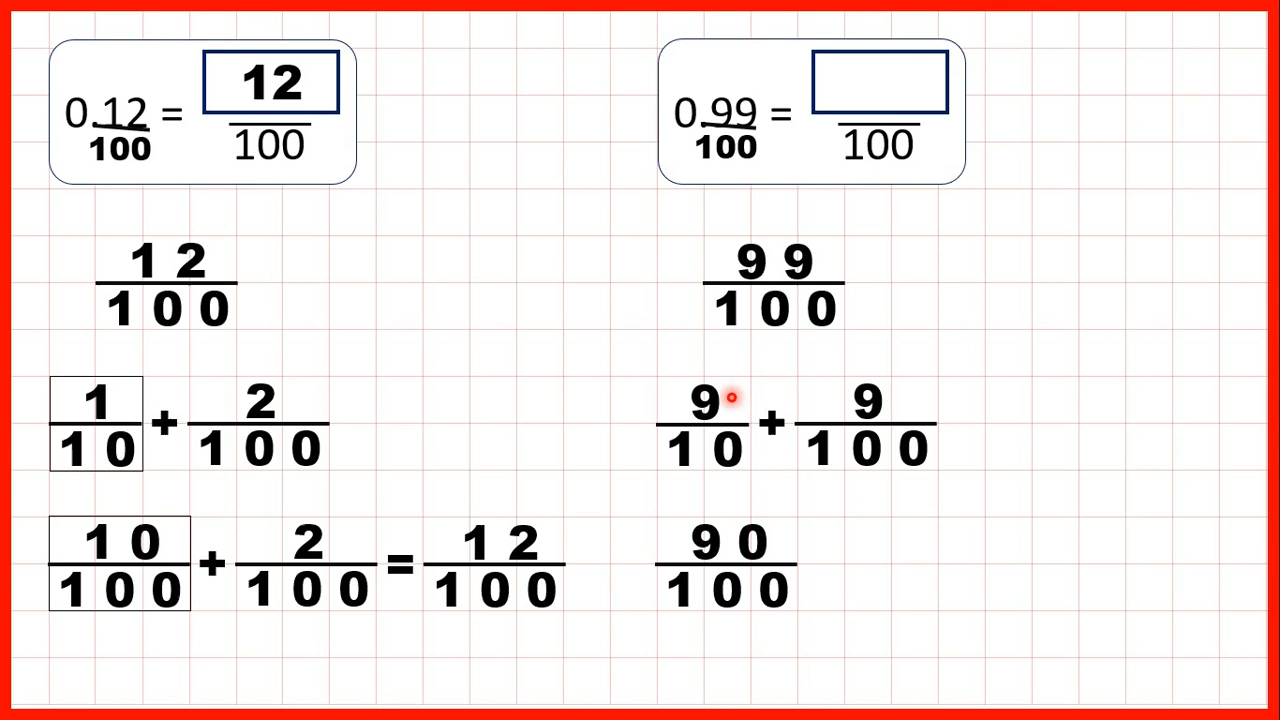 0.12 = 12/100
100
12/100
1/10 + 2/100
10/100 + 2/100 = 12/100
0.99 = /100
100
99/100
9/10 + 9/100
90/100